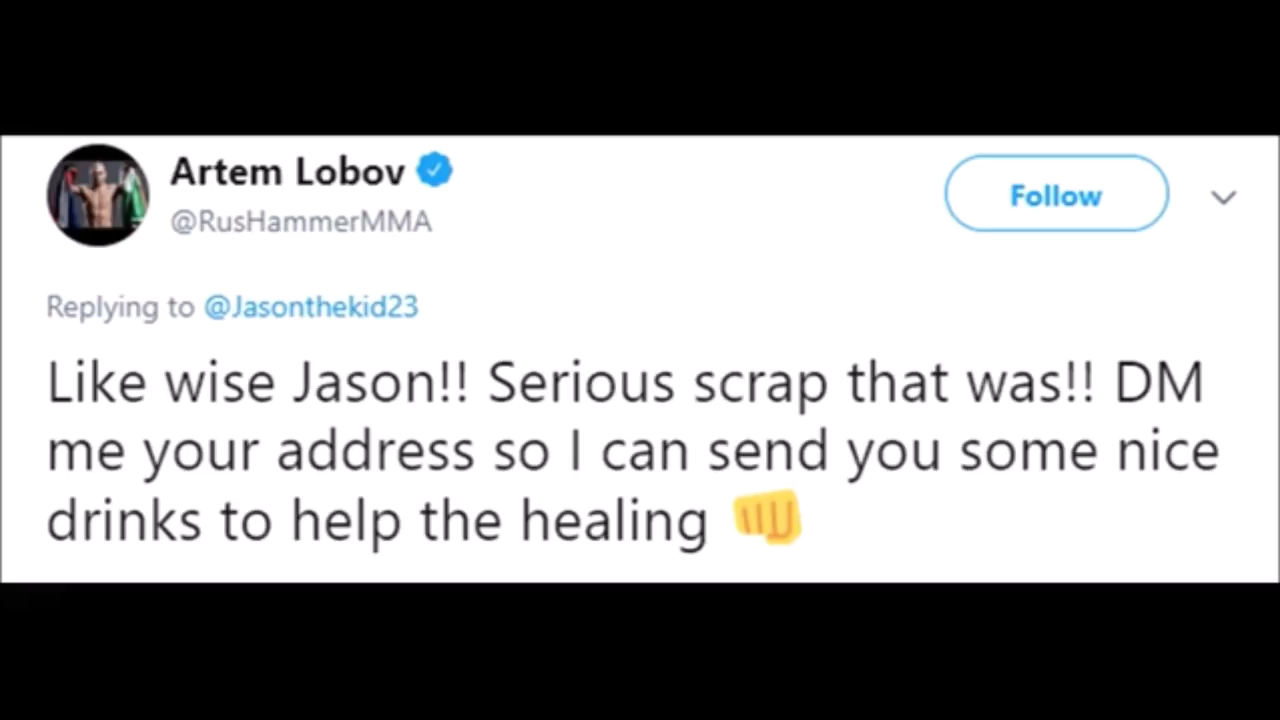 Artem Lobov
@RusHammerMMA
Follow
Replying to @Jasonthekid23
Like wise Jason!! Serious scrap that was!! DM
me your address so I can send you some nice
drinks to help the healing 👊